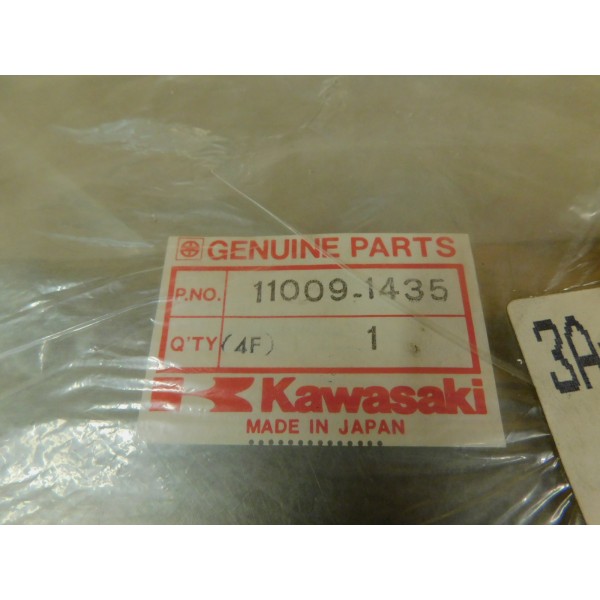 GENUINE PARTS
P.NO. 11009-1435
Q'TY (4F) 1
Kawasaki
MADE IN JAPAN
3A